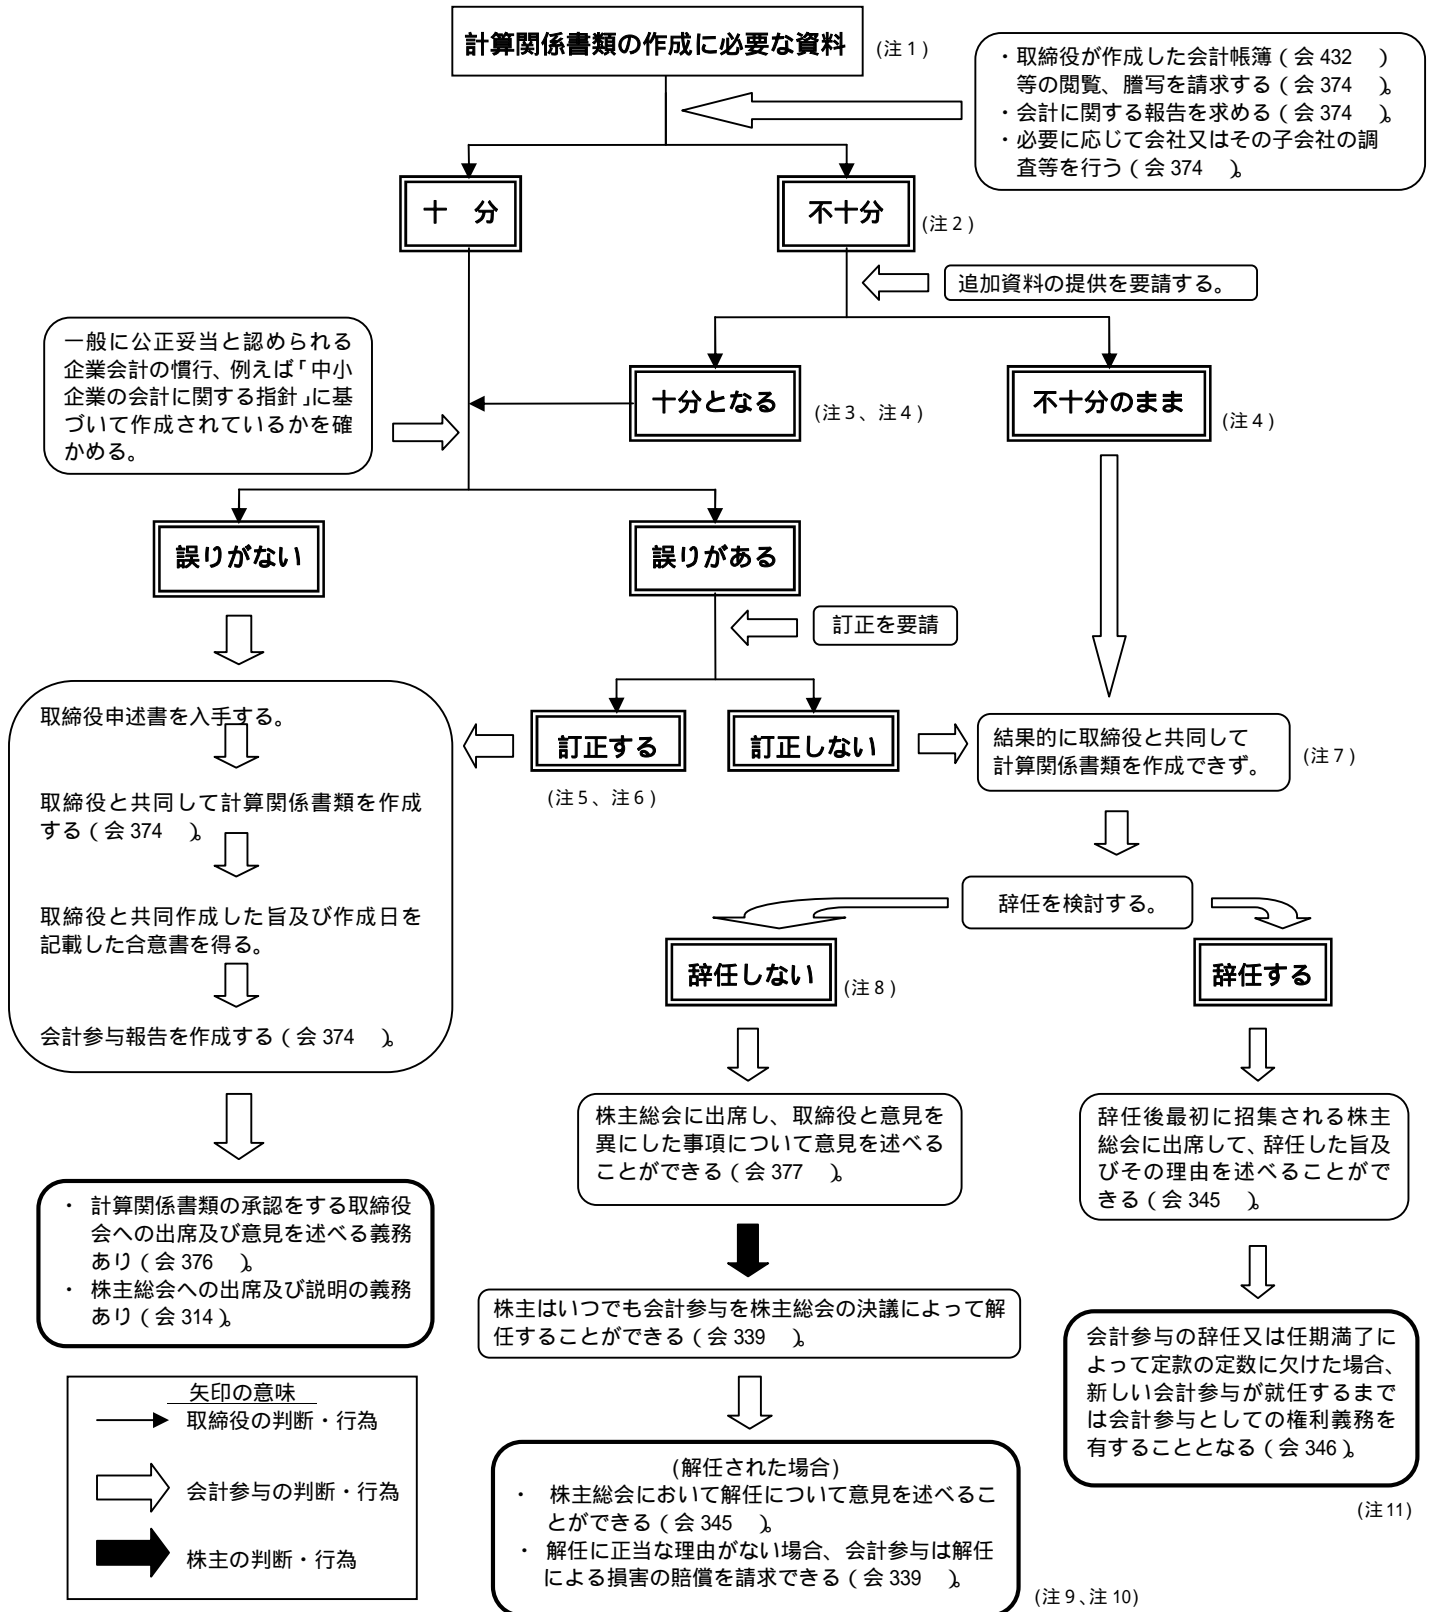 計算関係書類の作成に必要な資料
(注1)
・取締役が作成した会計帳簿(会432　)
等の閲覧、謄写を請求する(会374　)。
・会計に関する報告を求める(会374　)。
・必要に応じて会社又はその子会社の調
査等を行う(会374　)。
十　分
不十分
(注2)
追加資料の提供を要請する。
一般に公正妥当と認められる
企業会計の慣行、例えば「中小
企業の会計に関する指針」に基
づいて作成されているかを確
かめる。
十分となる
(注3、注4)
不十分のまま
(注4)
誤りがない
誤りがある
訂正を要請
取締役申述書を入手する。
取締役と共同して計算関係書類を作成
する(会374　)。
取締役と共同作成した旨及び作成日を
記載した合意書を得る。
会計参与報告を作成する(会374　)。
訂正する
(注5、注6)
訂正しない
結果的に取締役と共同して
計算関係書類を作成できず。
(注7)
辞任を検討する。
辞任しない
(注8)
辞任する
株主総会に出席し、取締役と意見を
異にした事項について意見を述べる
ことができる(会377　)。
辞任後最初に招集される株主
総会に出席して、辞任した旨及
びその理由を述べることがで
きる(会345　)。
・ 計算関係書類の承認をする取締役
会への出席及び意見を述べる義務
あり(会376　)。
・ 株主総会への出席及び説明の義務
あり(会314)。
株主はいつでも会計参与を株主総会の決議によって解
任することができる(会339　)。
会計参与の辞任又は任期満了に
よって定款の定数に欠けた場合、
新しい会計参与が就任するまで
は会計参与としての権利義務を
有することとなる(会346)。
(注11)
矢印の意味
取締役の判断・行為
会計参与の判断・行為
株主の判断・行為
(解任された場合)
・ 株主総会において解任について意見を述べるこ
とができる(会345　)。
・ 解任に正当な理由がない場合、会計参与は解任
による損害の賠償を請求できる(会339　)。
(注9、注10)